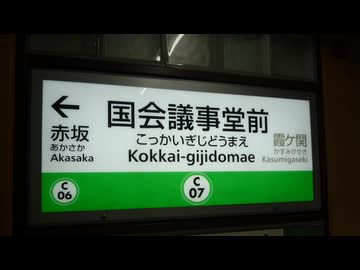 ←
国会議事堂前
赤坂
霞ケ関
あかさか
こっかいぎじどうまえ
かすみがせき
Akasaka
Kokkai-gijidomae
Kasumigaseki
C
06
C
07